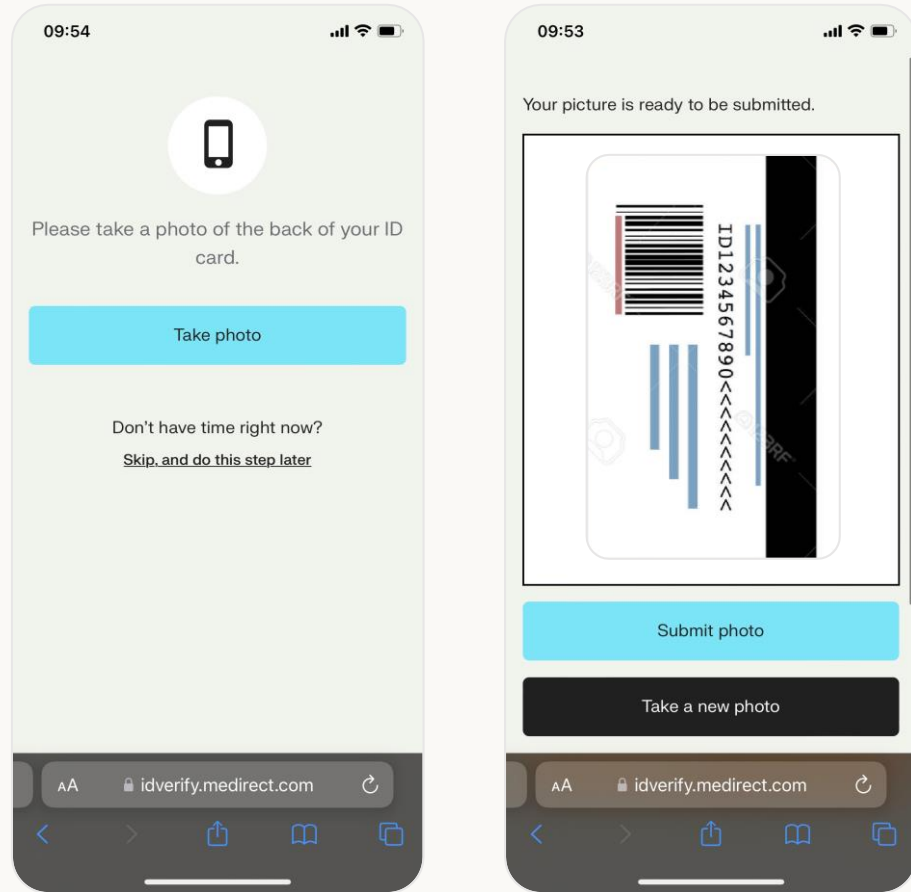 09:54
Please take a photo of the back of your ID
card.
Take photo
Don't have time right now?
Skip, and do this step later
AA
idverify.medirect.com
09:53
Your picture is ready to be submitted.
ID1234567890<<<<<<<<<<
Submit photo
Take a new photo
AA
idverify.medirect.com